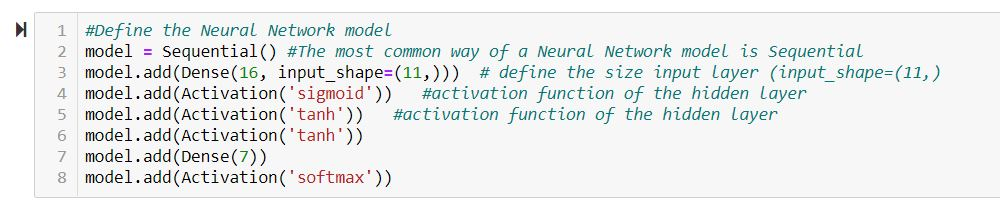 1 #Define the Neural Network model
2 model = Sequential() #The most common way of a Neural Network model is Sequential
3 model.add(Dense(16, input_shape=(11,))) # define the size input layer (input_shape=(11,)
4 model.add(Activation('sigmoid')) #activation function of the hidden layer
5 model.add(Activation('tanh')) #activation function of the hidden layer
6 model.add(Activation('tanh'))
7 model.add(Dense(7))
8 model.add(Activation('softmax'))